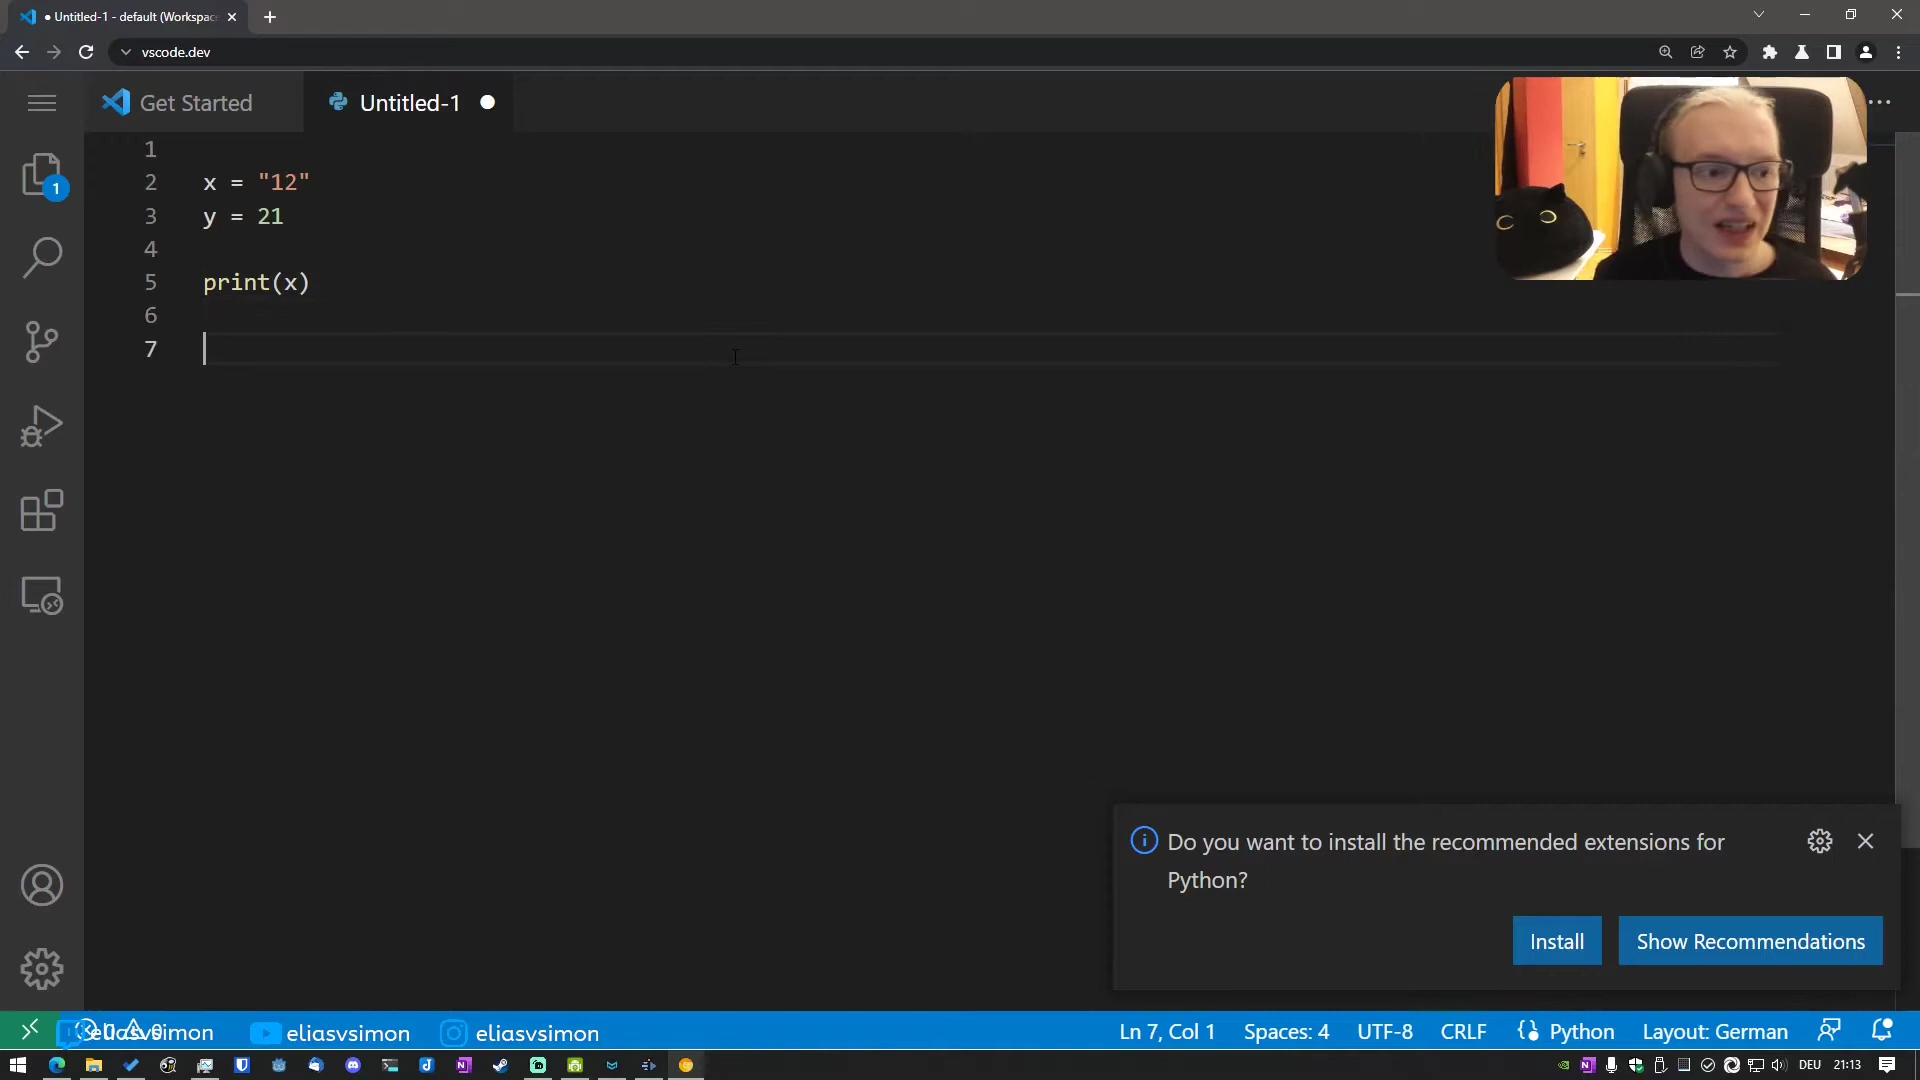 Untitled-1 - default (Workspac
vscode.dev
Get Started
Untitled-1
1
2 x = "12"
3 y = 21
4
5 print(x)
6
7
1
Do you want to install the recommended extensions for
Python?
Install
Show Recommendations
eliasvsimon
eliasvsimon
eliasvsimon
Ln 7, Col 1
Spaces: 4
UTF-8
CRLF
Python
Layout: German
DEU
21:13